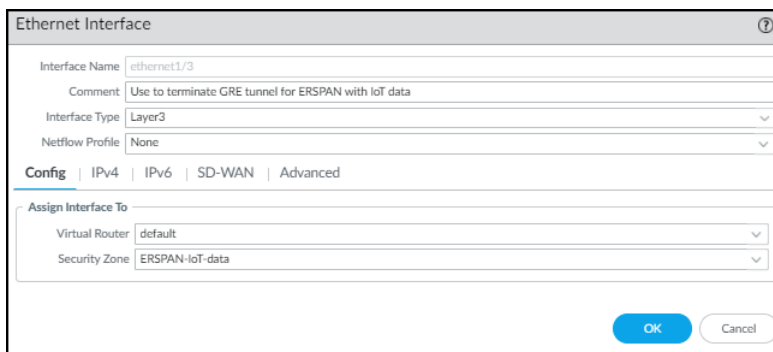 Ethernet Interface
Interface Name ethernet1/3
Comment Use to terminate GRE tunnel for ERSPAN with IoT data
Interface Type Layer3
Netflow Profile None
Config | IPv4 | IPv6 | SD-WAN | Advanced
Assign Interface To
Virtual Router default
Security Zone ERSPAN-IoT-data
OK Cancel